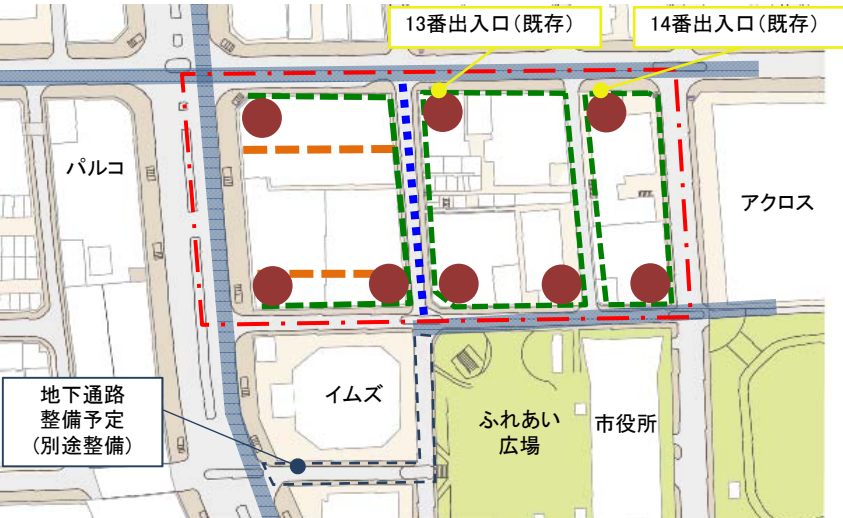 13番出入口（既存）
14番出入口（既存）
パルコ
アクロス
地下通路
整備予定
（別途整備）
イムズ
ふれあい
広場
市役所